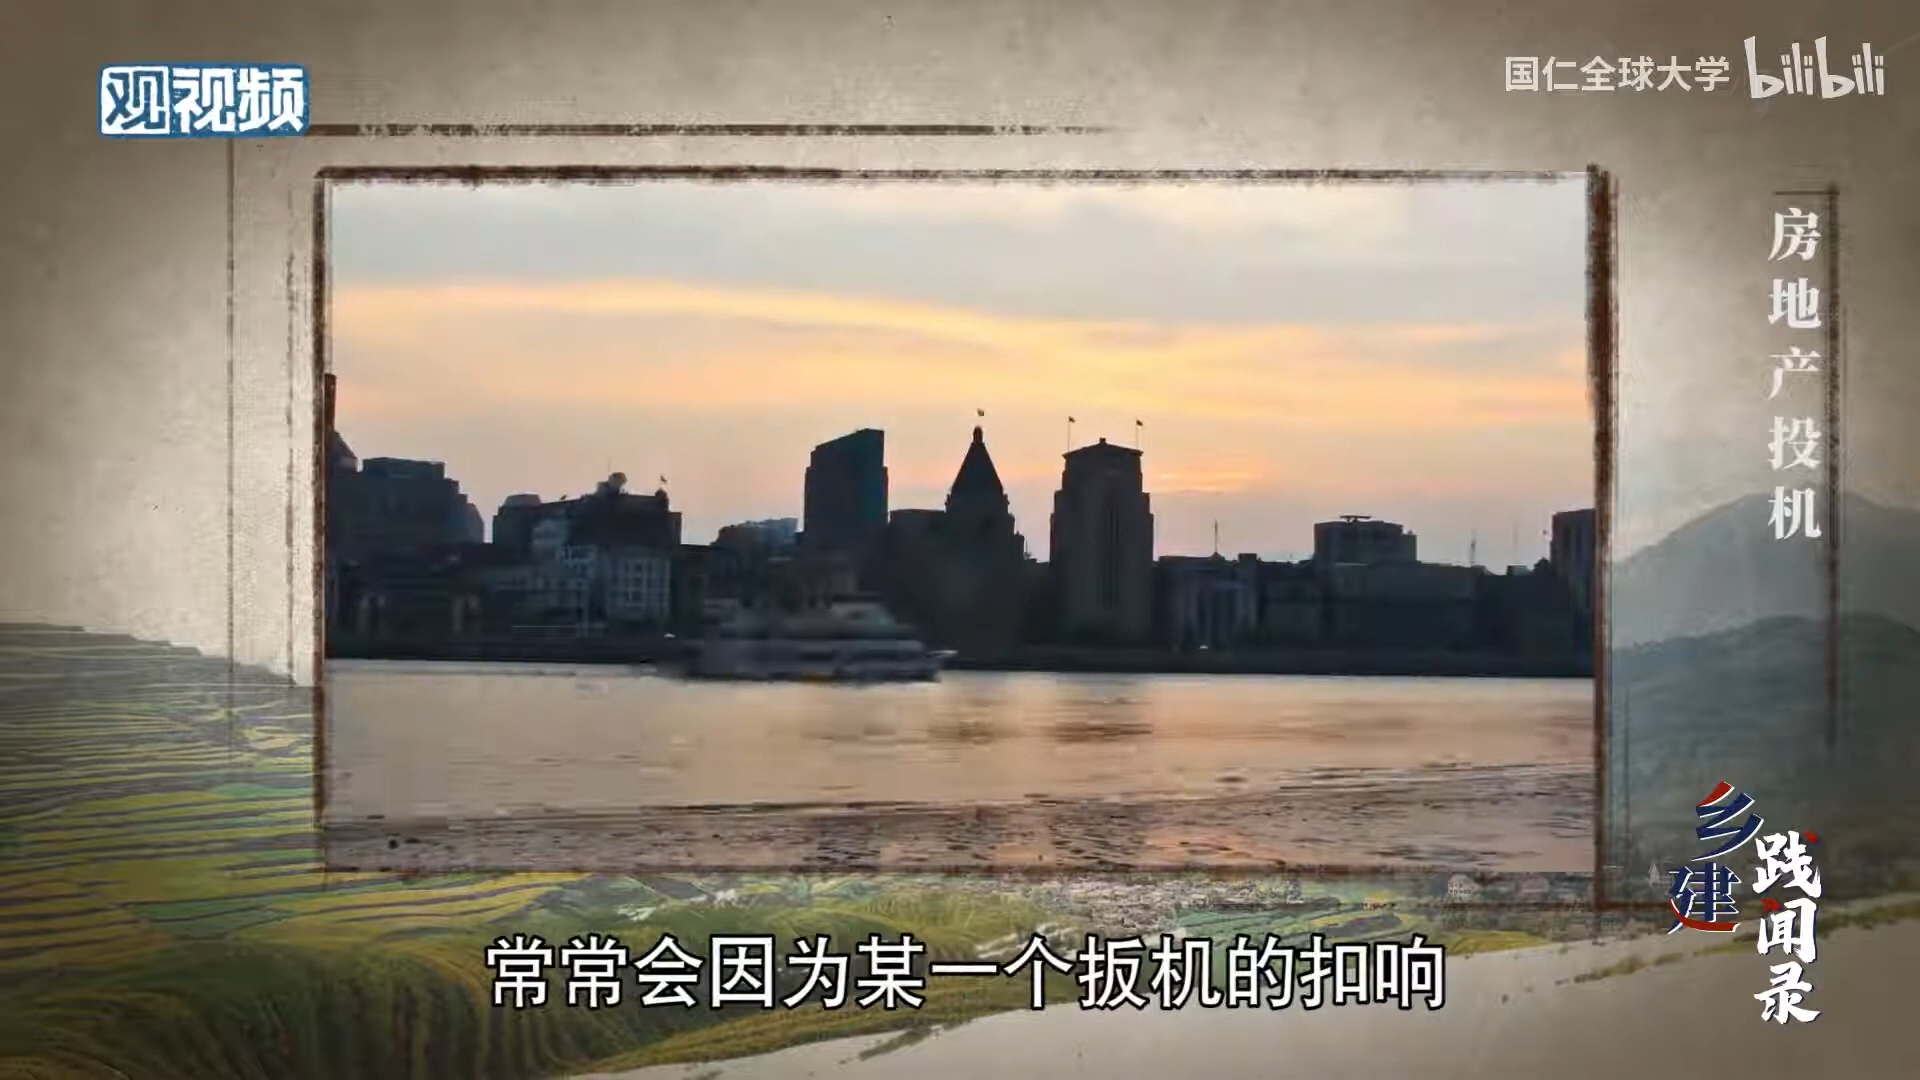 观视频
国仁全球大学 bilibili
房地产投机
乡建
践闻录
常常会因为某一个扳机的扣响